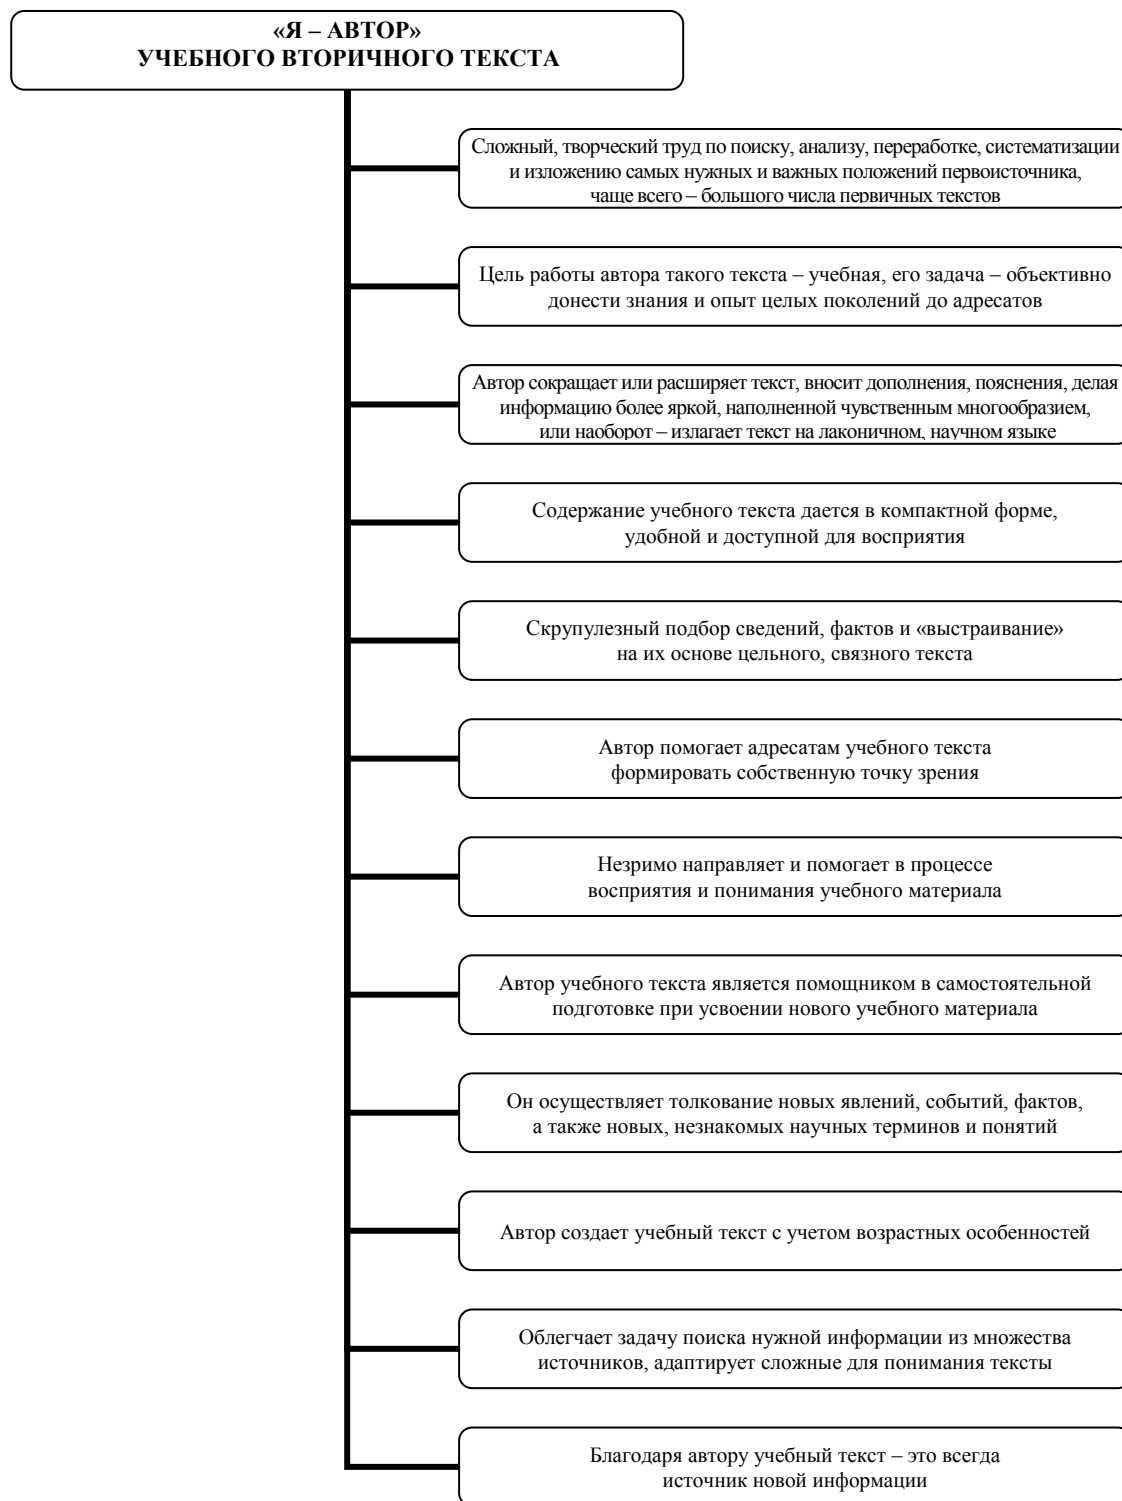 «Я – АВТОР»
УЧЕБНОГО ВТОРИЧНОГО ТЕКСТА
Сложный, творческий труд по поиску, анализу, переработке, систематизации
и изложению самых нужных и важных положений первоисточника,
чаще всего – большого числа первичных текстов
Цель работы автора такого текста – учебная, его задача – объективно
донести знания и опыт целых поколений до адресатов
Автор сокращает или расширяет текст, вносит дополнения, пояснения, делая
информацию более яркой, наполненной чувственным многообразием,
или наоборот – излагает текст на лаконичном, научном языке
Содержание учебного текста дается в компактной форме,
удобной и доступной для восприятия
Скрупулезный подбор сведений, фактов и «выстраивание»
на их основе цельного, связного текста
Автор помогает адресатам учебного текста
формировать собственную точку зрения
Незримо направляет и помогает в процессе
восприятия и понимания учебного материала
Автор учебного текста является помощником в самостоятельной
подготовке при усвоении нового учебного материала
Он осуществляет толкование новых явлений, событий, фактов,
а также новых, незнакомых научных терминов и понятий
Автор создает учебный текст с учетом возрастных особенностей
Облегчает задачу поиска нужной информации из множества
источников, адаптирует сложные для понимания тексты
Благодаря автору учебный текст – это всегда
источник новой информации